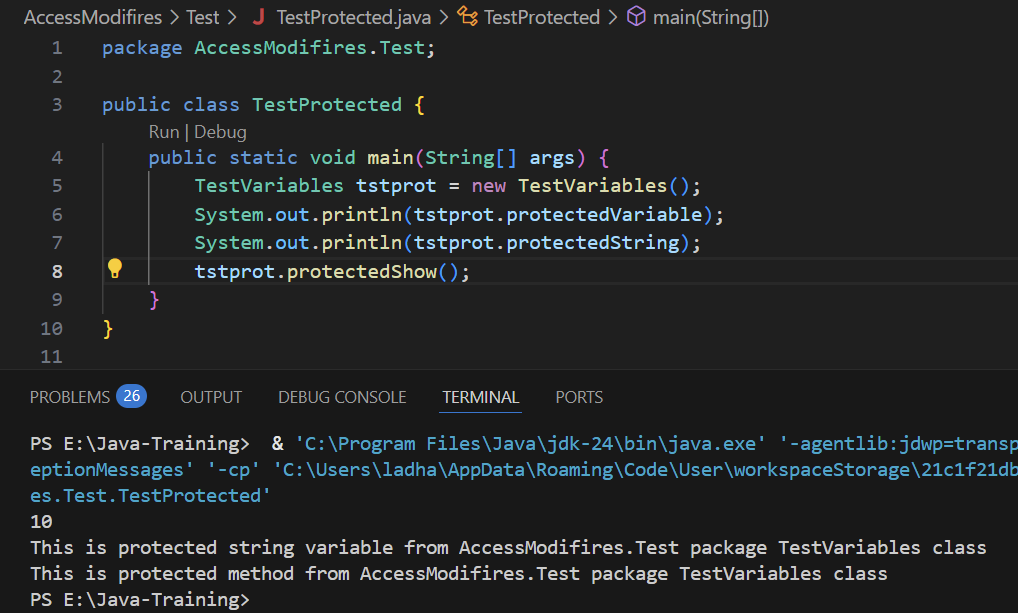 AccessModifires > Test > J TestProtected.java > TestProtected > main(String[])
1 package AccessModifires.Test;
2
3 public class TestProtected {
Run | Debug
4 public static void main(String[] args) {
5 TestVariables tstprot = new TestVariables();
6 System.out.println(tstprot.protectedVariable);
7 System.out.println(tstprot.protectedString);
8 tstprot.protectedShow();
9 }
10 }
11
PROBLEMS 26 OUTPUT DEBUG CONSOLE TERMINAL PORTS
PS E:\Java-Training> & 'C:\Program Files\Java\jdk-24\bin\java.exe' '-agentlib:jdwp=transp
eptionMessages' '-cp' 'C:\Users\ladha\AppData\Roaming\Code\User\workspaceStorage\21c1f21db
es.Test.TestProtected'
10
This is protected string variable from AccessModifires.Test package TestVariables class
This is protected method from AccessModifires.Test package TestVariables class
PS E:\Java-Training>